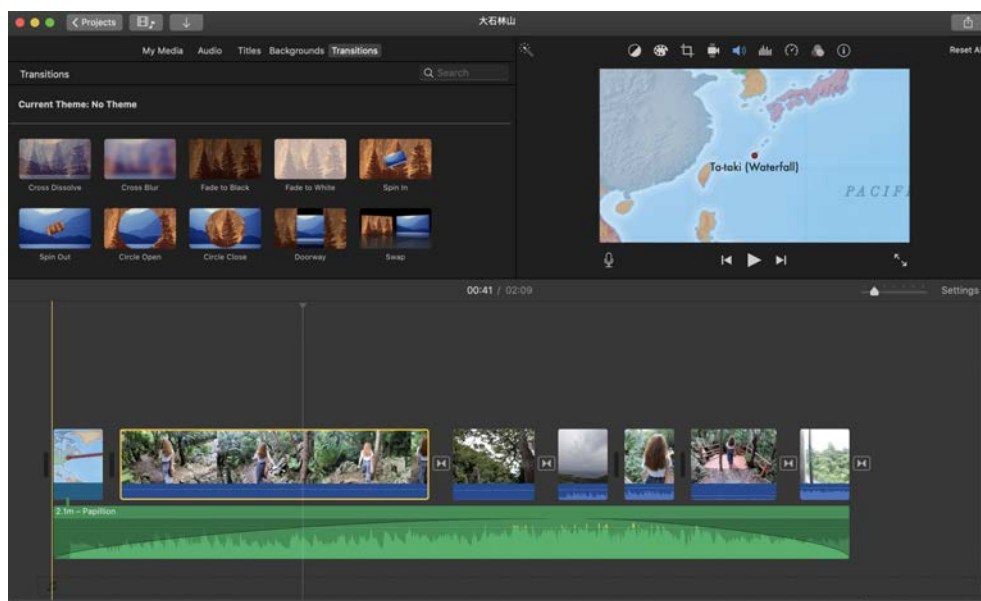 Projects
大石林山
My Media Audio Titles Backgrounds Transitions
Reset Al
Transitions
Search
Current Theme: No Theme
Cross Dissolve Cross Blur Fade to Black Fade to White Spin In
Spin Out Circle Open Circle Close Doorway Swap
Ta-taki (Waterfall)
PACIFI
00:41 / 02:09
Settings
2.1m – Papillion